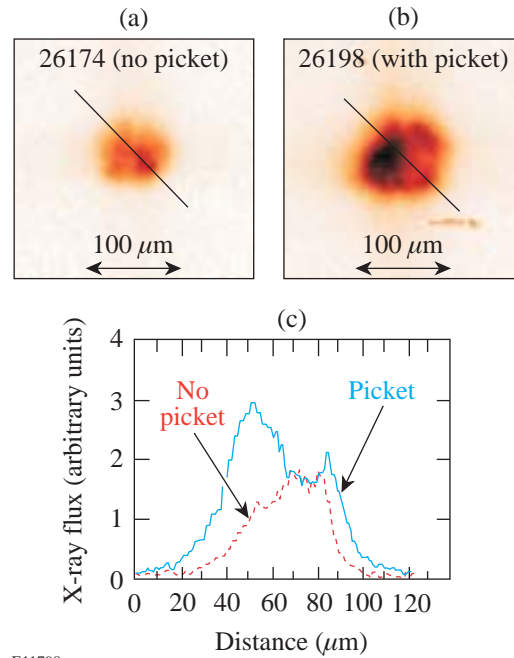 (a)
(b)
26174 (no picket)
26198 (with picket)
100 μm
100 μm
(c)
X-ray flux (arbitrary units)
4
3
2
1
0
No
picket
Picket
0 20 40 60 80 100 120
Distance (μm)